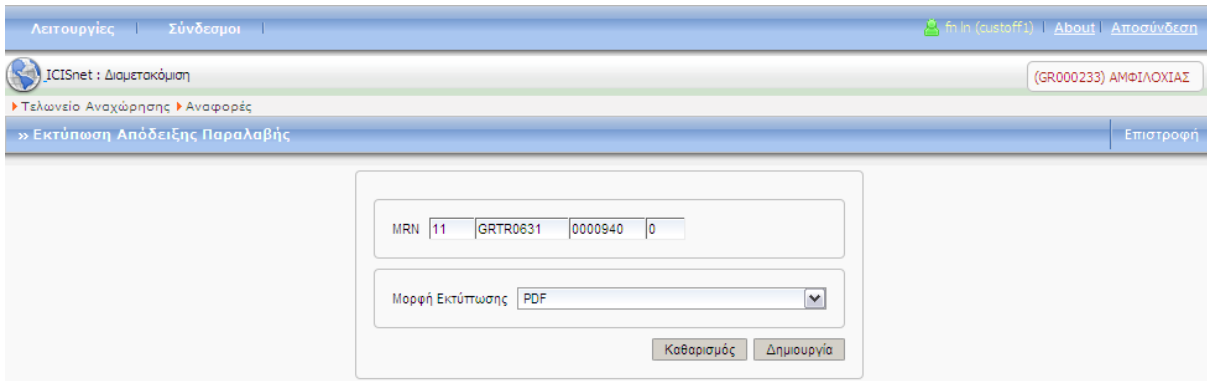 Λειτουργίες | Σύνδεσμοι | fn ln (custoff1) | About | Αποσύνδεση
ICISnet : Διαμετακόμιση (GR000233) ΑΜΦΙΛΟΧΙΑΣ
Τελωνείο Αναχώρησης Αναφορές
» Εκτύπωση Απόδειξης Παραλαβής Επιστροφή
MRN 11 GRTR0631 0000940 0
Μορφή Εκτύπωσης PDF
Καθαρισμός Δημιουργία